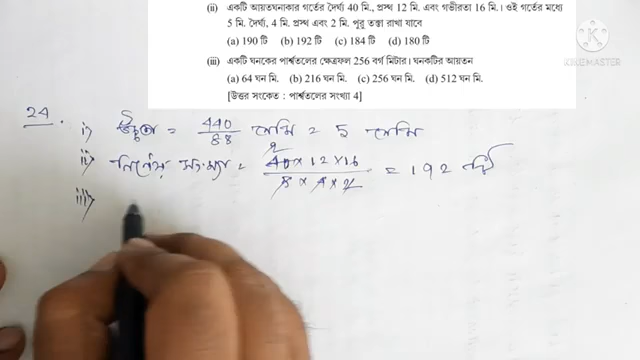 (ii) একটি আয়তঘনাকার গর্তের দৈর্ঘ্য 40 মি., প্রস্থ 12 মি. এবং গভীরতা 16 মি.। ওই গর্তের মধ্যে
5 মি. দৈর্ঘ্য, 4 মি. প্রস্থ এবং 2 মি. পুরু তক্তা রাখা যাবে
(a) 190 টি (b) 192 টি (c) 184 টি (d) 180 টি
(iii) একটি ঘনকের পার্শ্বতলের ক্ষেত্রফল 256 বর্গ মিটার। ঘনকটির আয়তন
(a) 64 ঘন মি. (b) 216 ঘন মি. (c) 256 ঘন মি. (d) 512 ঘন মি.
[উত্তর সংকেত : পার্শ্বতলের সংখ্যা 4]
KINEMASTER
24.
i) উচ্চতা = 440/88 সেমি = 5 সেমি
ii) নির্ণেয় সংখ্যা = 40 × 12 × 16 / 5 × 4 × 2 = 192 টি
iii)